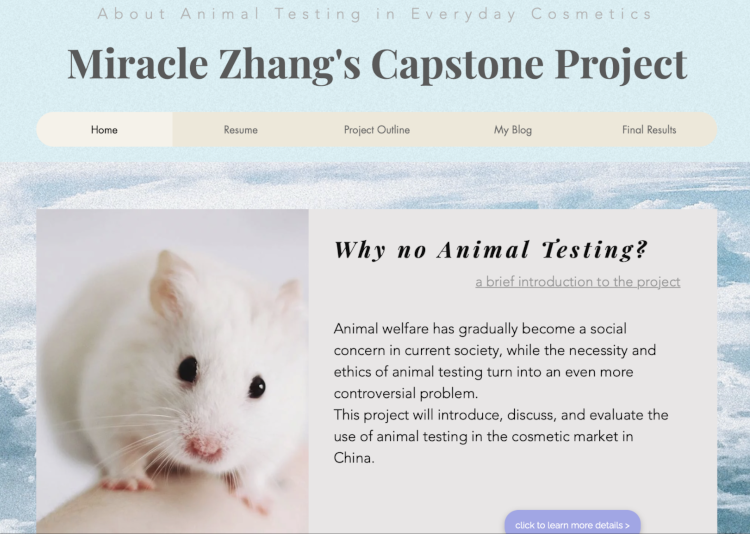 About Animal Testing in Everyday Cosmetics
Miracle Zhang's Capstone Project
Home
Resume
Project Outline
My Blog
Final Results
Why no Animal Testing?
a brief introduction to the project
Animal welfare has gradually become a social
concern in current society, while the necessity and
ethics of animal testing turn into an even more
controversial problem.
This project will introduce, discuss, and evaluate the
use of animal testing in the cosmetic market in
China.
click to learn more details >